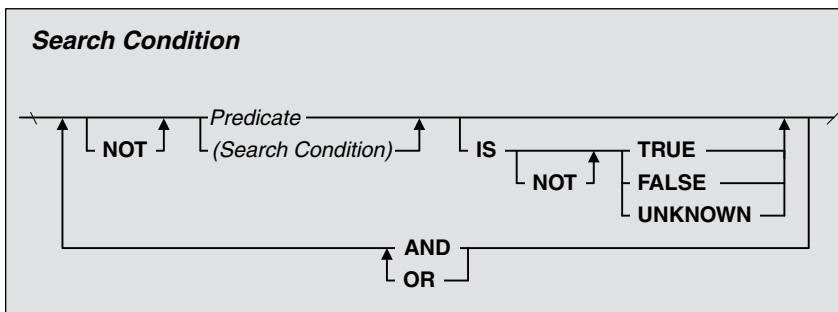 Search Condition
Predicate
NOT (Search Condition) IS TRUE
NOT FALSE
UNKNOWN
AND
OR